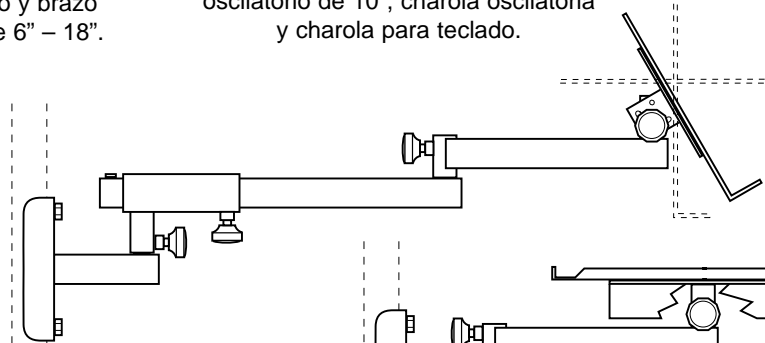 o y brazo
e 6” – 18”.
oscilatorio de 10”, charola oscilatoria
y charola para teclado.